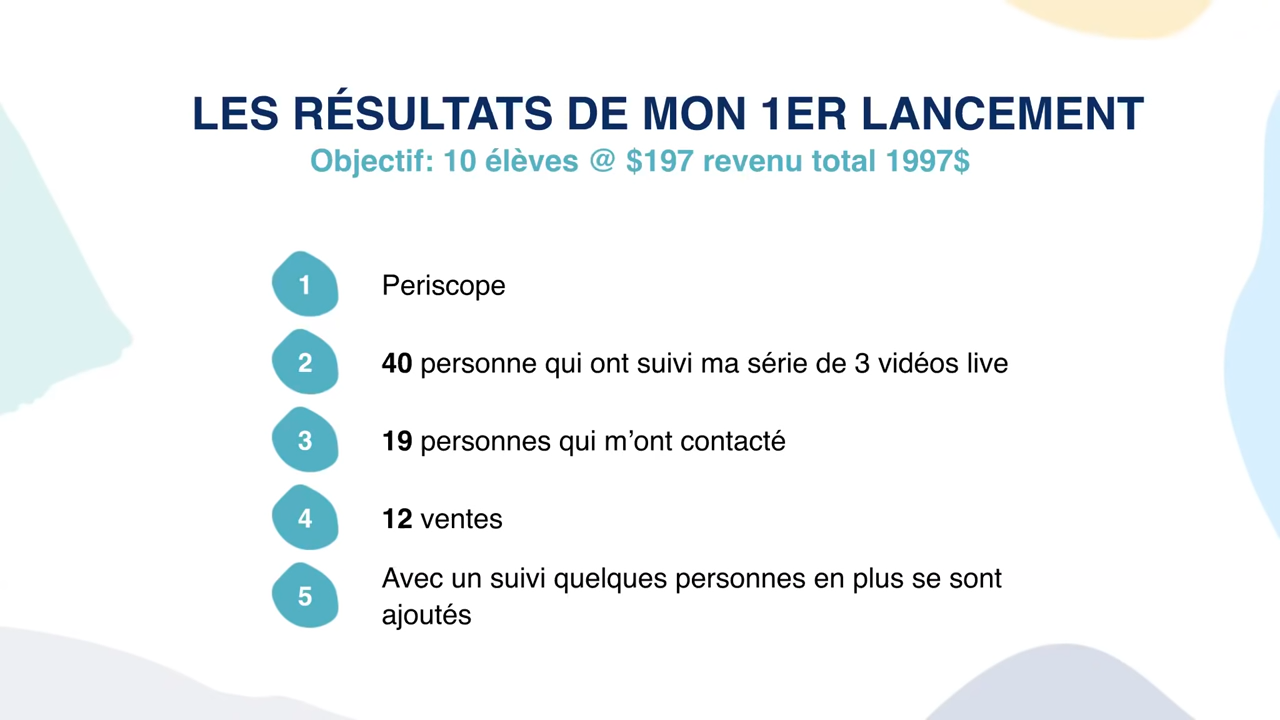 LES RÉSULTATS DE MON 1ER LANCEMENT
Objectif: 10 élèves @ $197 revenu total 1997$
1 Periscope
2 40 personne qui ont suivi ma série de 3 vidéos live
3 19 personnes qui m’ont contacté
4 12 ventes
5 Avec un suivi quelques personnes en plus se sont
ajoutés